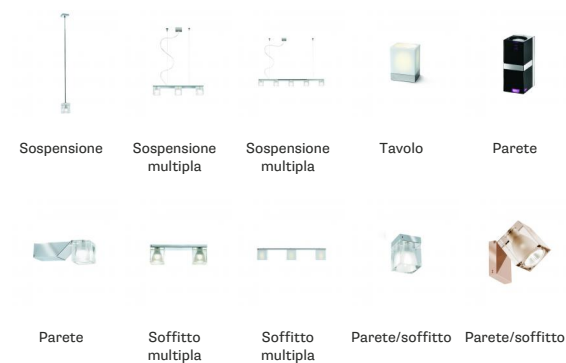 Sospensione
Sospensione
multipla
Sospensione
multipla
Tavolo
Parete
Parete
Soffitto
multipla
Soffitto
multipla
Parete/soffitto
Parete/soffitto